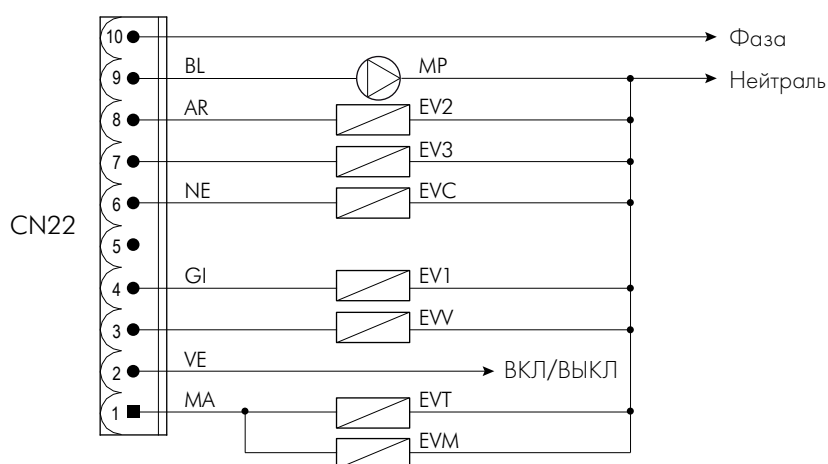 10 Фаза
9 BL MP Нейтраль
8 AR EV2
7 EV3
6 NE EVC
CN22
5
4 GI EV1
3 EVV
2 VE ВКЛ/ВЫКЛ
1 MA EVT
EVM